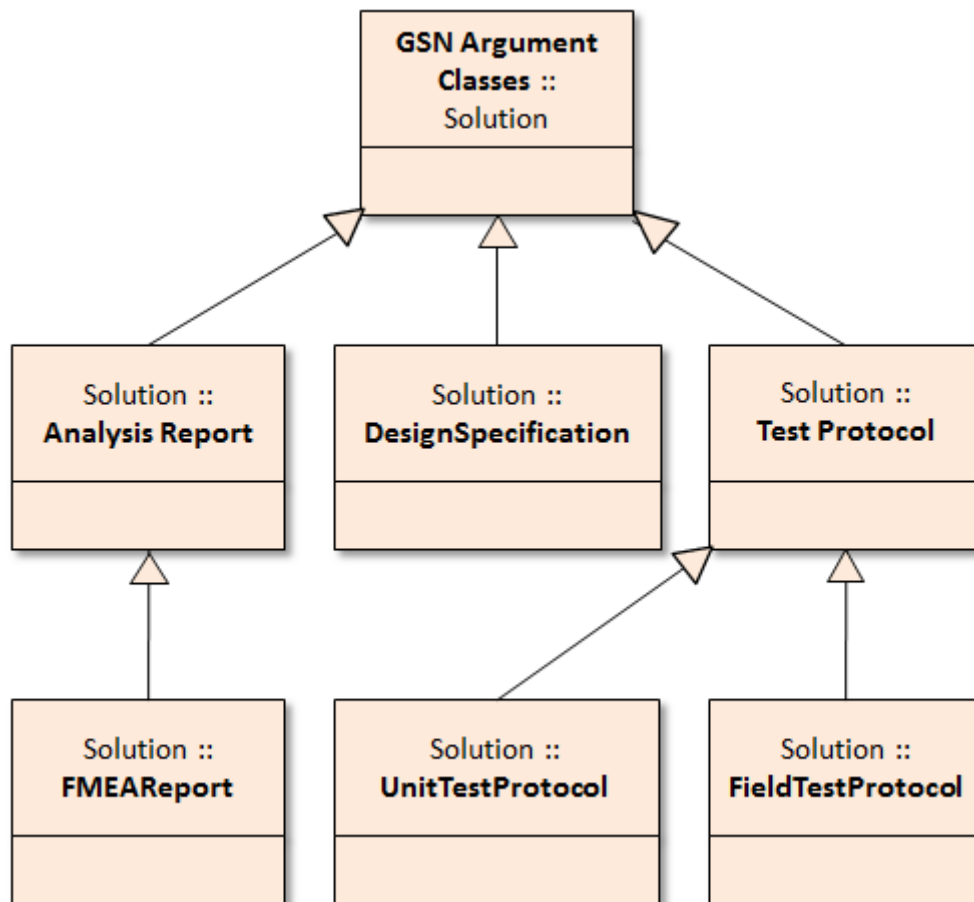 GSN Argument
Classes ::
Solution
Solution ::
Analysis Report
Solution ::
DesignSpecification
Solution ::
Test Protocol
Solution ::
FMEAReport
Solution ::
UnitTestProtocol
Solution ::
FieldTestProtocol